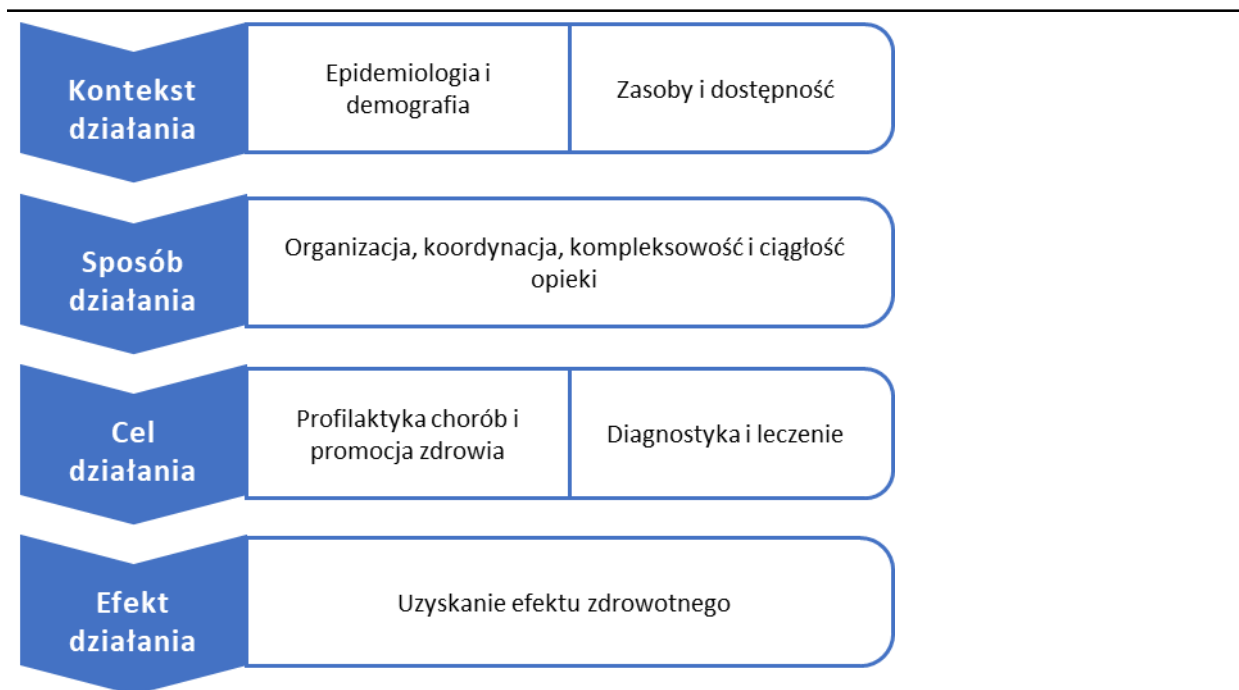 Kontekst
działania
Epidemiologia i
demografia
Zasoby i dostępność
Sposób
działania
Organizacja, koordynacja, kompleksowość i ciągłość
opieki
Cel
działania
Profilaktyka chorób i
promocja zdrowia
Diagnostyka i leczenie
Efekt
działania
Uzyskanie efektu zdrowotnego